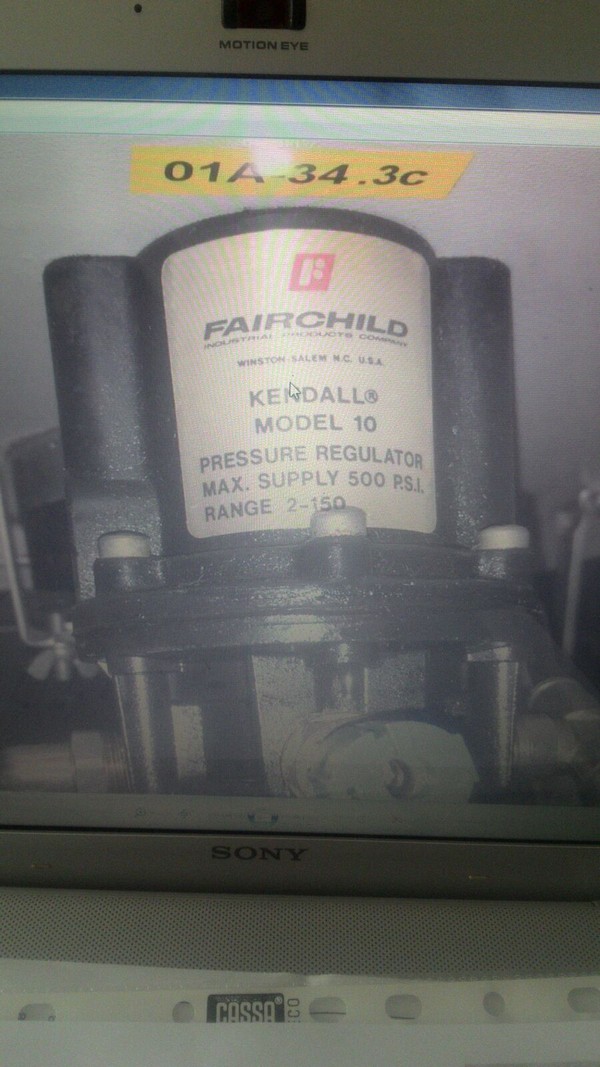 MOTION EYE
01A-34.3c
FAIRCHILD
INDUSTRIAL PRODUCTS COMPANY
WINSTON-SALEM N.C. U.S.A.
KENDALL®
MODEL 10
PRESSURE REGULATOR
MAX. SUPPLY 500 P.S.I.
RANGE 2-150
SONY
CASSA®